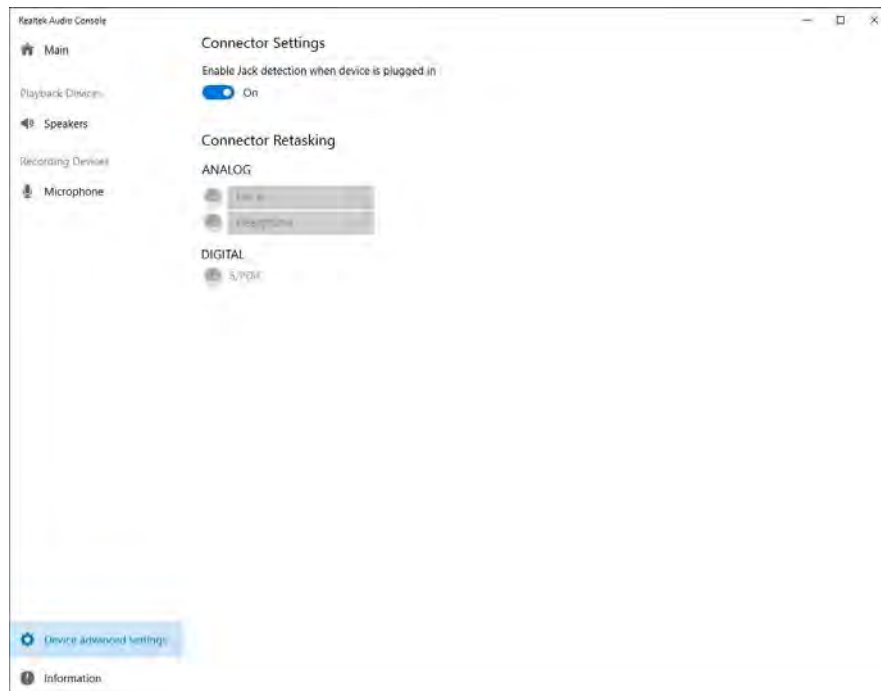 Realtek Audio Console
Main
Playback Devices
Speakers
Recording Devices
Microphone
Device advanced settings
Information
Connector Settings
Enable Jack detection when device is plugged in
On
Connector Retasking
ANALOG
Headphone
DIGITAL